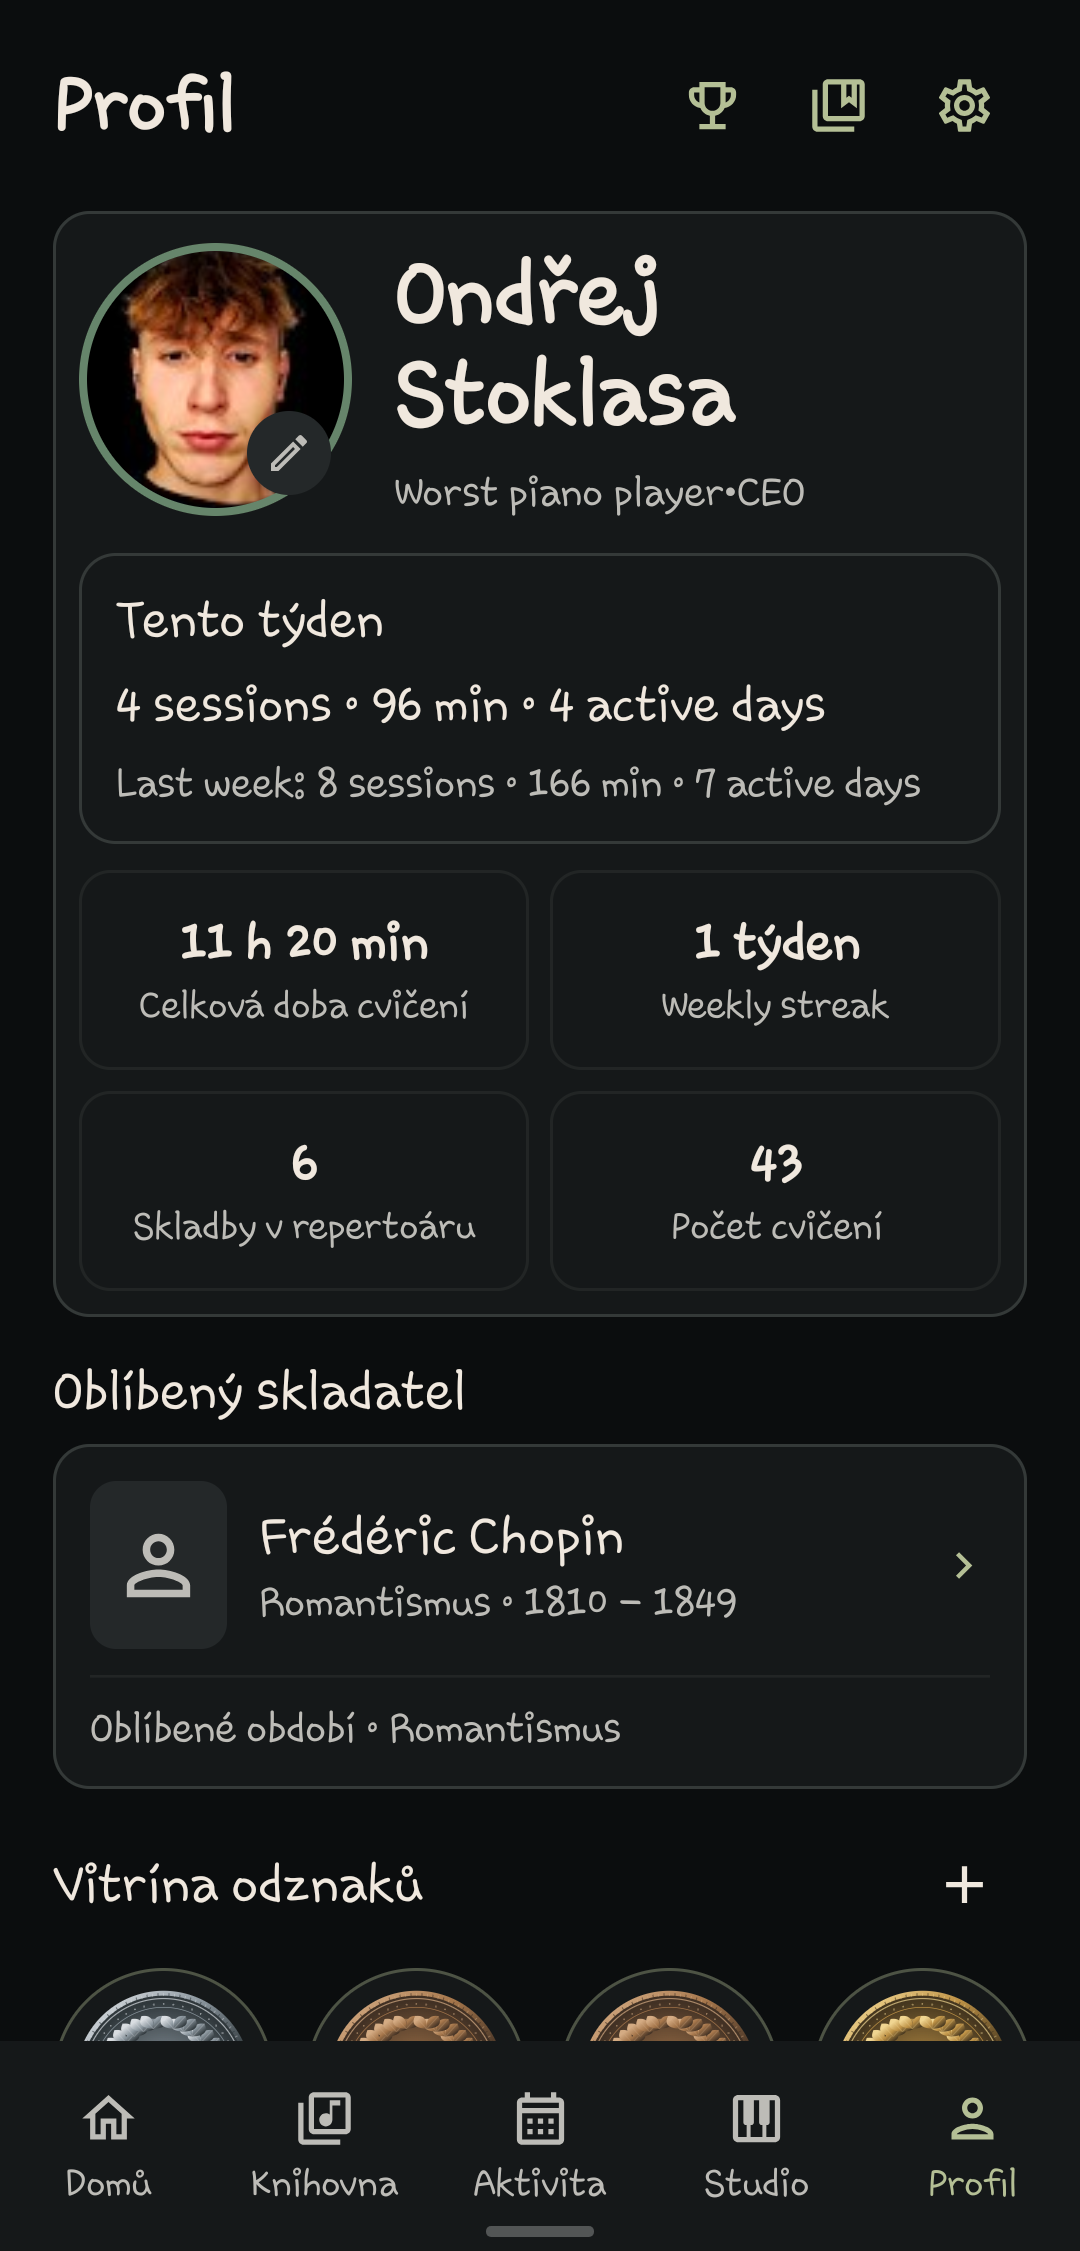 Profil
Ondřej
Stoklasa
Worst piano player•CEO
Tento týden
4 sessions • 96 min • 4 active days
Last week: 8 sessions • 166 min • 7 active days
11 h 20 min
Celková doba cvičení
1 týden
Weekly streak
6
Skladby v repertoáru
43
Počet cvičení
Oblíbený skladatel
Frédéric Chopin
Romantismus • 1810 – 1849
Oblíbené období • Romantismus
Vitrína odznaků
Domů
Knihovna
Aktivita
Studio
Profil